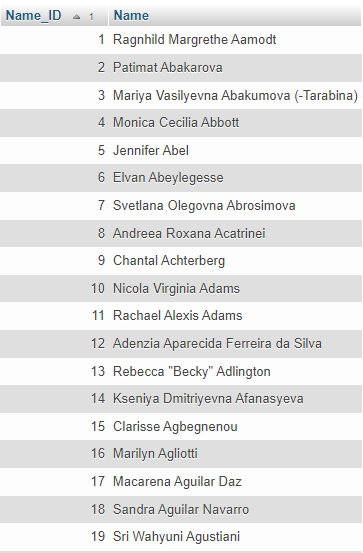 Name_ID 1 Name
1 Ragnhild Margrethe Aamodt
2 Patimat Abakarova
3 Mariya Vasilyevna Abakumova (-Tarabina)
4 Monica Cecilia Abbott
5 Jennifer Abel
6 Elvan Abeylegesse
7 Svetlana Olegovna Abrosimova
8 Andreea Roxana Acatrinei
9 Chantal Achterberg
10 Nicola Virginia Adams
11 Rachael Alexis Adams
12 Adenzia Aparecida Ferreira da Silva
13 Rebecca "Becky" Adlington
14 Kseniya Dmitriyevna Afanasyeva
15 Clarisse Agbegnenou
16 Marilyn Agliotti
17 Macarena Aguilar Daz
18 Sandra Aguilar Navarro
19 Sri Wahyuni Agustiani